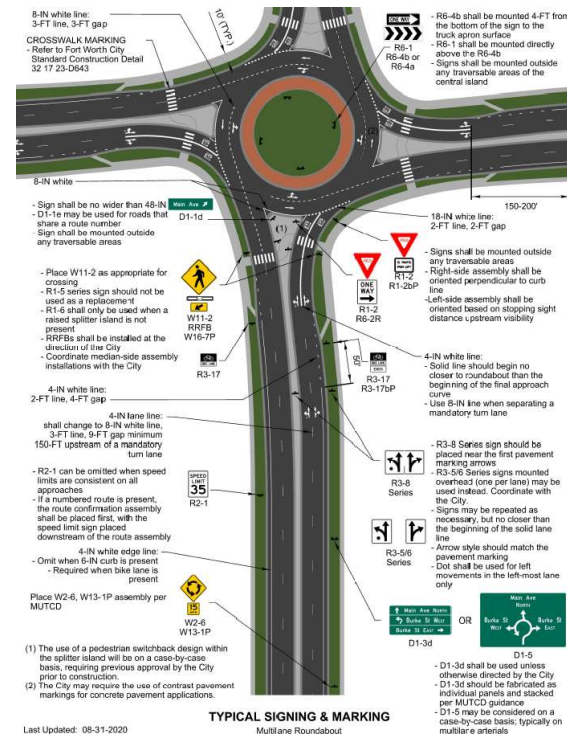 8-IN white line:
3-FT line, 3-FT gap
CROSSWALK MARKING
- Refer to Fort Worth City
Standard Construction Detail
32 17 23-D643
10' (TYP.)
ONE WAY
R6-1
R6-4b or
R6-4a
- R6-4b shall be mounted 4-FT from
the bottom of the sign to the
truck apron surface
- R6-1 shall be mounted directly
above the R6-4b
- Signs shall be mounted outside
any traversable areas of the
central island
(2)
8-IN white
- Sign shall be no wider than 48-IN
- D1-1e may be used for roads that
share a route number
- Sign shall be mounted outside
any traversable areas
Main Ave
D1-1d
(1)
150-200'
18-IN white line:
2-FT line, 2-FT gap
- Place W11-2 as appropriate for
crossing
- R1-5 series sign should not be
used as a replacement
- R1-6 shall only be used when a
raised splitter island is not
present
- RRFBs shall be installed at the
direction of the City
- Coordinate median-side assembly
installations with the City
W11-2
RRFB
W16-7P
R3-17
ONE
WAY
R1-2
R6-2R
R1-2
R1-2bP
- Signs shall be mounted outside
any traversable areas
- Right-side assembly shall be
oriented perpendicular to curb
line
-Left-side assembly shall be
oriented based on stopping sight
distance upstream visibility
50'
R3-17
R3-17bP
4-IN white line:
- Solid line should begin no
closer to roundabout than the
beginning of the final approach
curve
- Use 8-IN line when separating a
mandatory turn lane
4-IN white line:
2-FT line, 4-FT gap
4-IN lane line:
shall change to 8-IN white line,
3-FT line, 9-FT gap minimum
150-FT upstream of a mandatory
turn lane
- R2-1 can be omitted when speed
limits are consistent on all
approaches
- If a numbered route is present,
the route confirmation assembly
shall be placed first, with the
speed limit sign placed
downstream of the route assembly
SPEED
LIMIT
35
R2-1
R3-8
Series
R3-5/6
Series
- R3-8 Series sign should be
placed near the first pavement
marking arrows
- R3-5/6 Series signs mounted
overhead (one per lane) may be
used instead. Coordinate with
the City.
- Signs may be repeated as
necessary, but no closer than
the beginning of the solid lane
line
- Arrow style should match the
pavement marking
- Dot shall be used for left
movements in the left-most lane
only
4-IN white edge line:
- Omit when 6-IN curb is present
- Required when bike lane is
present
Place W2-6, W13-1P assembly per
MUTCD
15
W2-6
W13-1P
Main Ave North
Burke St West
Burke St East
D1-3d
OR
Main Ave
North
Burke St
West
Burke St
East
D1-5
- D1-3d shall be used unless
otherwise directed by the City
- D1-3d should be fabricated as
individual panels and stacked
per MUTCD guidance
- D1-5 may be considered on a
case-by-case basis; typically on
multilane arterials
(1) The use of a pedestrian switchback design within
the splitter island will be on a case-by-case
basis, requiring previous approval by the City
prior to construction.
(2) The City may require the use of contrast pavement
markings for concrete pavement applications.
TYPICAL SIGNING & MARKING
Multilane Roundabout
Last Updated: 08-31-2020